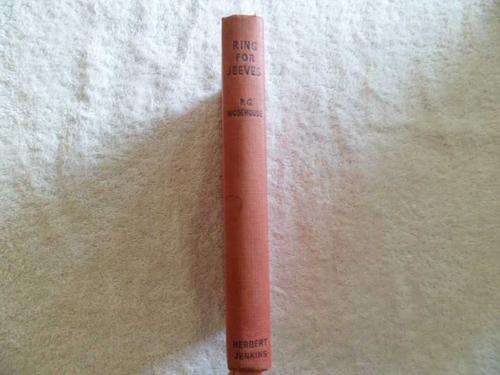 RING
FOR
JEEVES
P. G.
WODEHOUSE
HERBERT
JENKINS